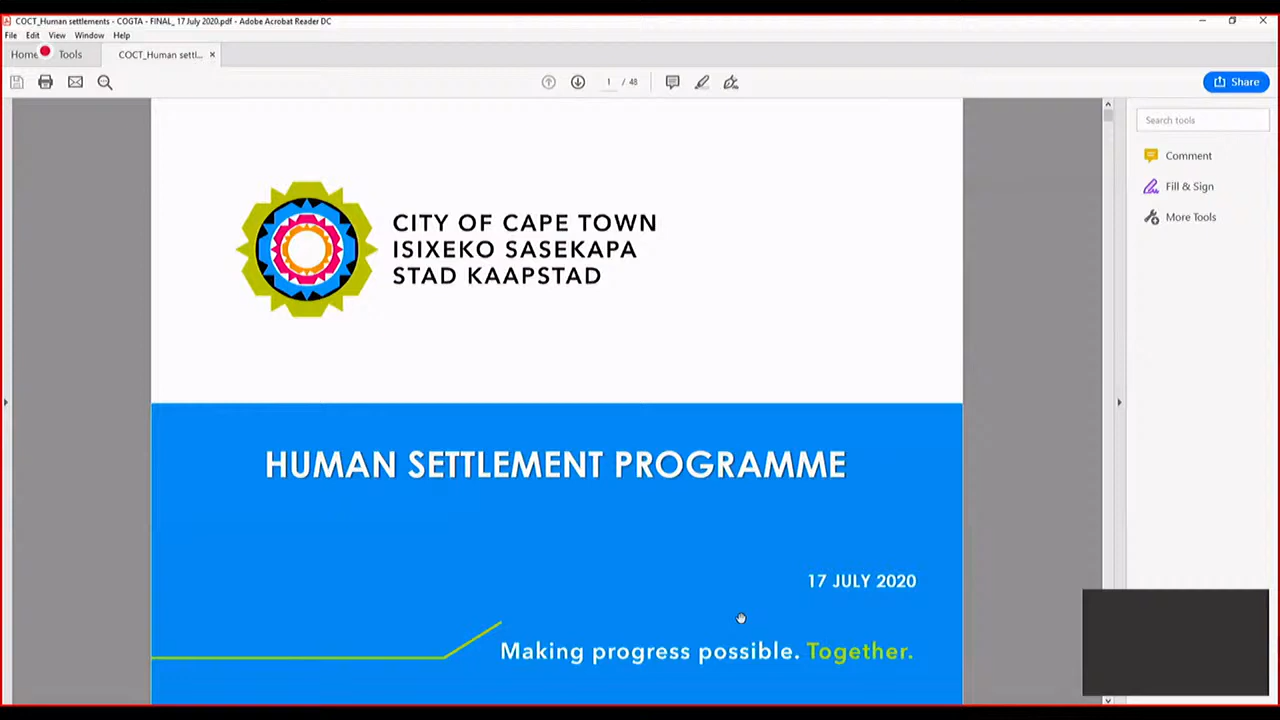 COCT_Human settlements - COGTA - FINAL_ 17 July 2020.pdf - Adobe Acrobat Reader DC
File Edit View Window Help
Home Tools COCT_Human settl...
1 / 48
Share
Search tools
Comment
Fill & Sign
More Tools
CITY OF CAPE TOWN
ISIXEKO SASEKAPA
STAD KAAPSTAD
HUMAN SETTLEMENT PROGRAMME
17 JULY 2020
Making progress possible. Together.